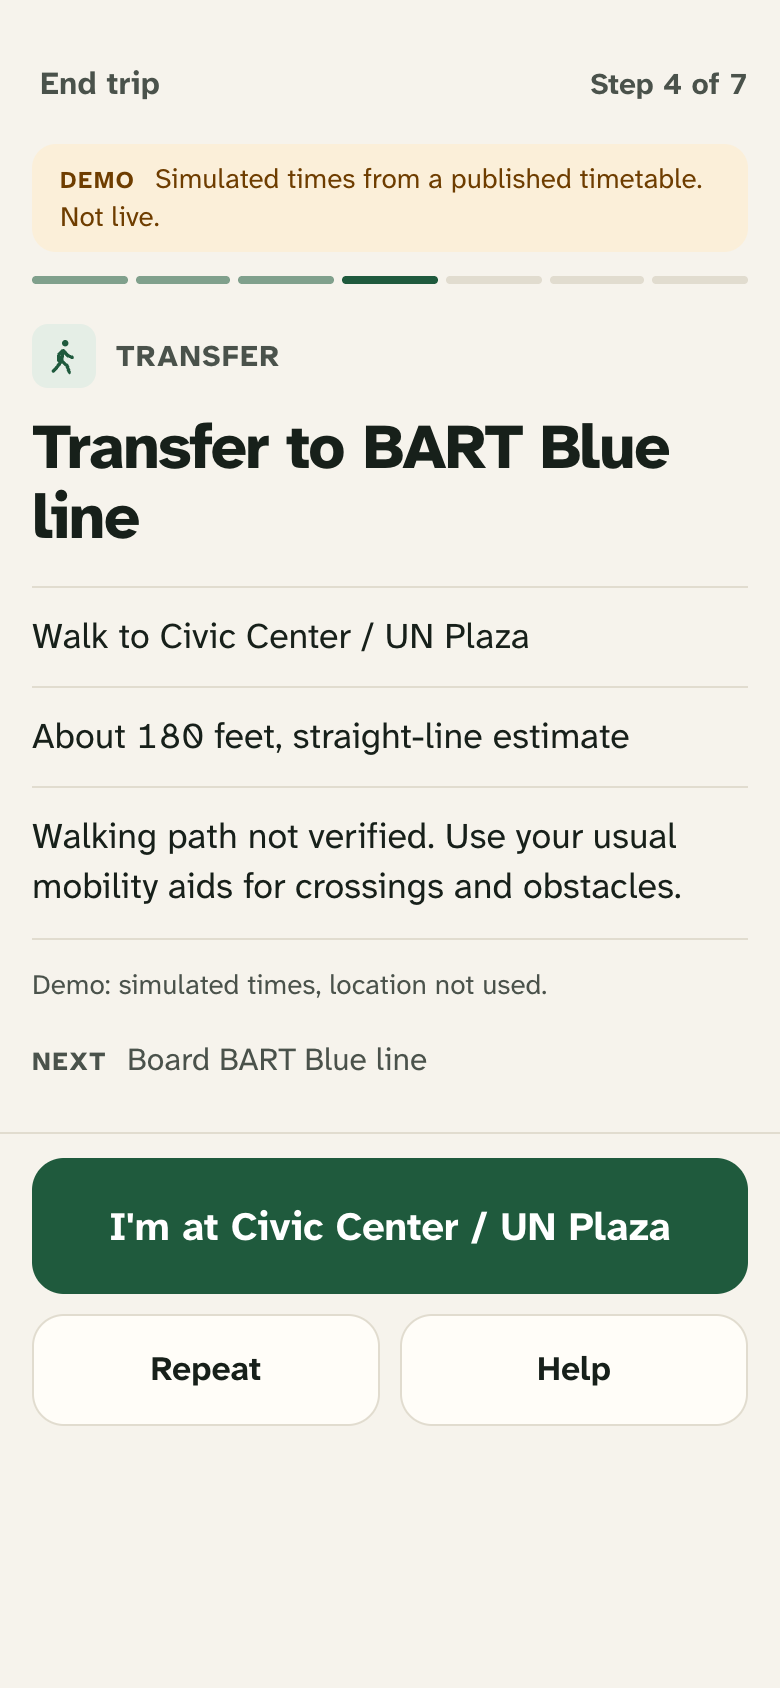 End trip
Step 4 of 7
DEMO Simulated times from a published timetable.
Not live.
TRANSFER
Transfer to BART Blue
line
Walk to Civic Center / UN Plaza
About 180 feet, straight-line estimate
Walking path not verified. Use your usual
mobility aids for crossings and obstacles.
Demo: simulated times, location not used.
NEXT Board BART Blue line
I'm at Civic Center / UN Plaza
Repeat
Help